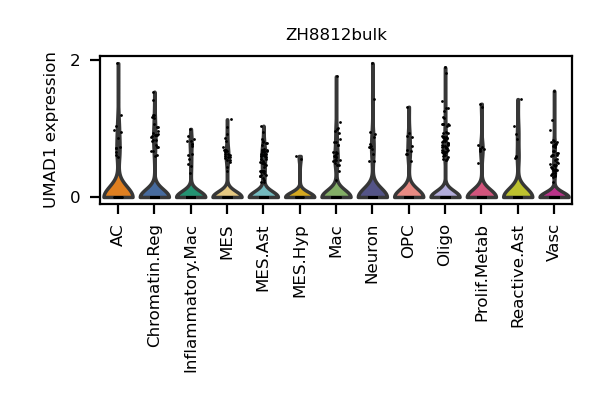 ZH8812bulk
UMAD1 expression
2
0
AC
Chromatin.Reg
Inflammatory.Mac
MES
MES.Ast
MES.Hyp
Mac
Neuron
OPC
Oligo
Prolif.Metab
Reactive.Ast
Vasc